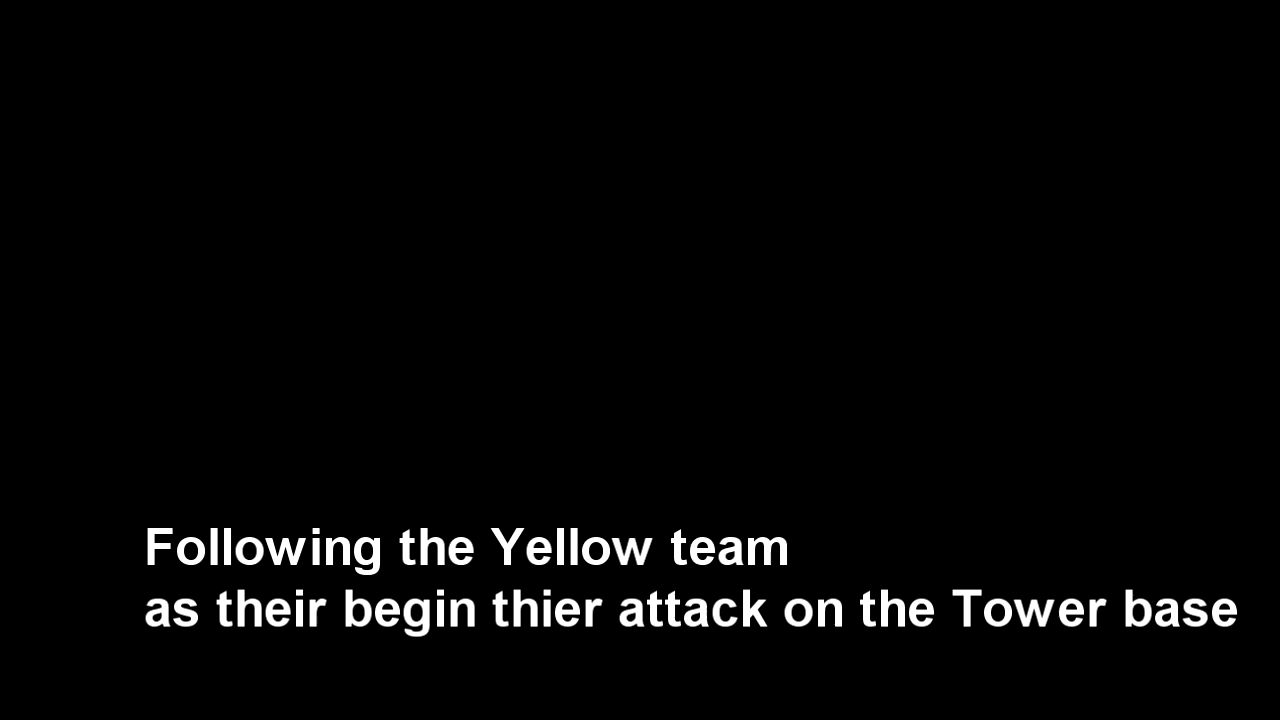 Following the Yellow team
as their begin thier attack on the Tower base